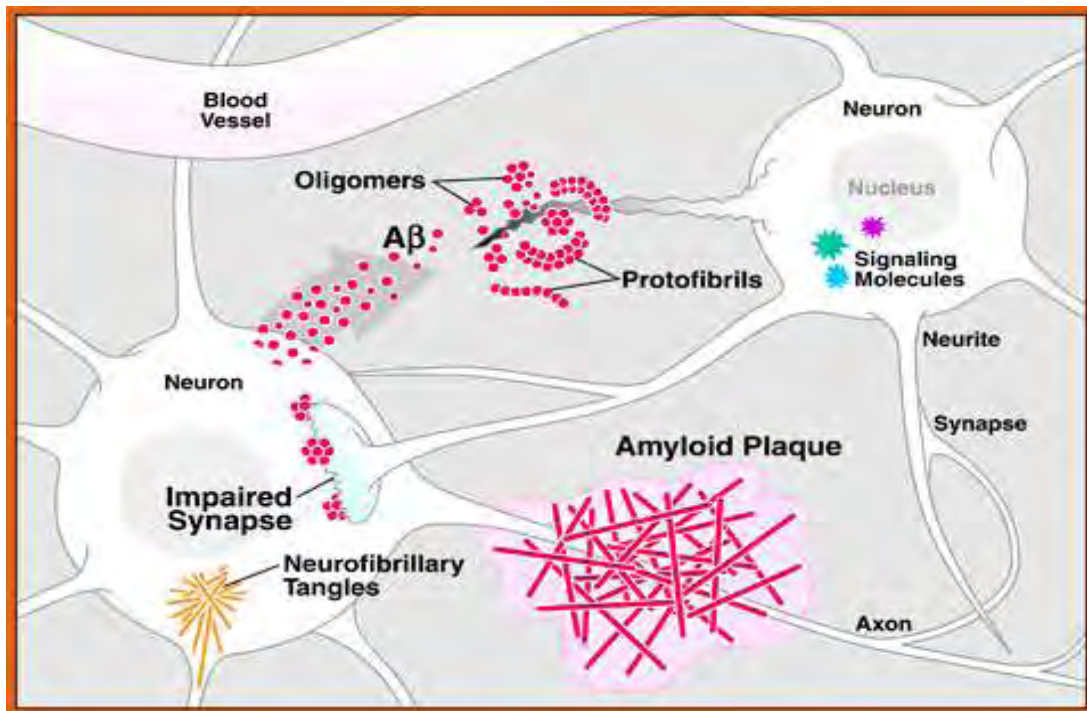 Blood
Vessel
Neuron
Oligomers
Nucleus
Aβ
Signaling
Molecules
Protofibrils
Neurite
Neuron
Synapse
Amyloid Plaque
Impaired
Synapse
Neurofibrillary
Tangles
Axon